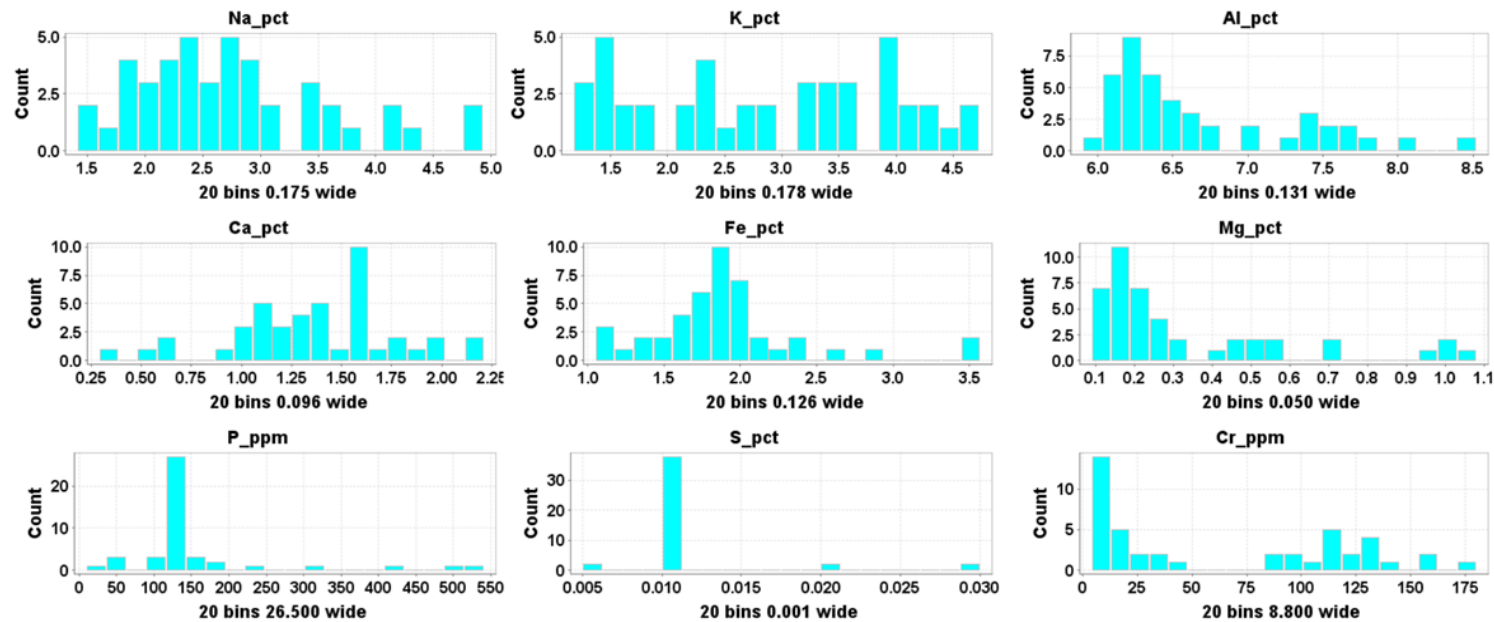 Na_pct
5.0
2.5
0.0
Count
1.5 2.0 2.5 3.0 3.5 4.0 4.5 5.0
20 bins 0.175 wide
K_pct
5.0
2.5
0.0
Count
1.5 2.0 2.5 3.0 3.5 4.0 4.5
20 bins 0.178 wide
Al_pct
7.5
5.0
2.5
0.0
Count
6.0 6.5 7.0 7.5 8.0 8.5
20 bins 0.131 wide
Ca_pct
10.0
7.5
5.0
2.5
0.0
Count
0.25 0.50 0.75 1.00 1.25 1.50 1.75 2.00 2.25
20 bins 0.096 wide
Fe_pct
10.0
7.5
5.0
2.5
0.0
Count
1.0 1.5 2.0 2.5 3.0 3.5
20 bins 0.126 wide
Mg_pct
10.0
7.5
5.0
2.5
0.0
Count
0.1 0.2 0.3 0.4 0.5 0.6 0.7 0.8 0.9 1.0 1.1
20 bins 0.050 wide
P_ppm
20
10
0
Count
0 50 100 150 200 250 300 350 400 450 500 550
20 bins 26.500 wide
S_pct
30
20
10
0
Count
0.005 0.010 0.015 0.020 0.025 0.030
20 bins 0.001 wide
Cr_ppm
10
5
0
Count
0 25 50 75 100 125 150 175
20 bins 8.800 wide